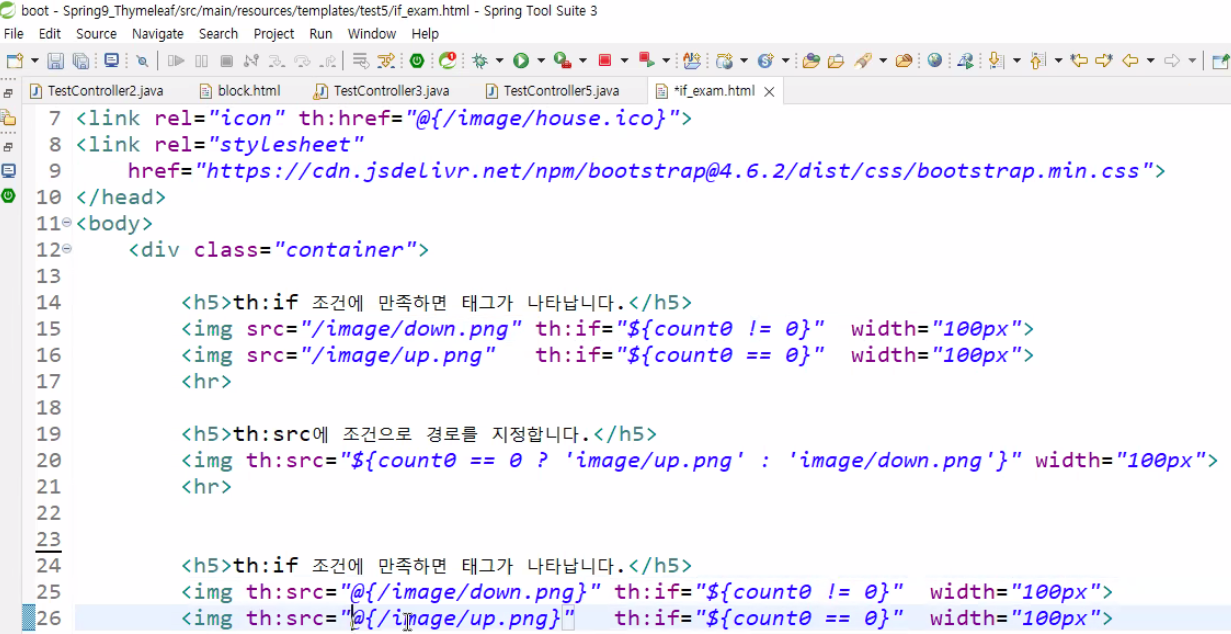 boot - Spring9_Thymeleaf/src/main/resources/templates/test5/if_exam.html - Spring Tool Suite 3
File Edit Source Navigate Search Project Run Window Help
TestController2.java block.html TestController3.java TestController5.java *if_exam.html
7 <link rel="icon" th:href="@{/image/house.ico}">
8 <link rel="stylesheet"
9 href="https://cdn.jsdelivr.net/npm/bootstrap@4.6.2/dist/css/bootstrap.min.css">
10 </head>
11 <body>
12 <div class="container">
13
14 <h5>th:if 조건에 만족하면 태그가 나타납니다.</h5>
15 <img src="/image/down.png" th:if="${count0 != 0}" width="100px">
16 <img src="/image/up.png" th:if="${count0 == 0}" width="100px">
17 <hr>
18
19 <h5>th:src에 조건으로 경로를 지정합니다.</h5>
20 <img th:src="${count0 == 0 ? 'image/up.png' : 'image/down.png'}" width="100px">
21 <hr>
22
23
24 <h5>th:if 조건에 만족하면 태그가 나타납니다.</h5>
25 <img th:src="@{/image/down.png}" th:if="${count0 != 0}" width="100px">
26 <img th:src="@{/image/up.png}" th:if="${count0 == 0}" width="100px">